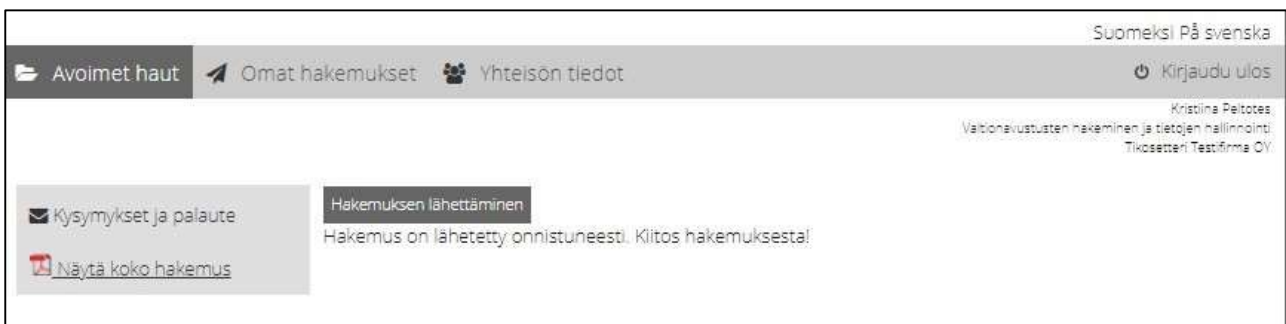 Suomeksi På svenska
Avoimet haut Omat hakemukset Yhteisön tiedot Kirjaudu ulos
Kristiina Peltotes
Valtionavustusten hakeminen ja tietojen hallinnointi
Tikosetteri Testifirma OY
Kysymykset ja palaute
Näytä koko hakemus
Hakemuksen lähettäminen
Hakemus on lähetetty onnistuneesti. Kiitos hakemuksesta!